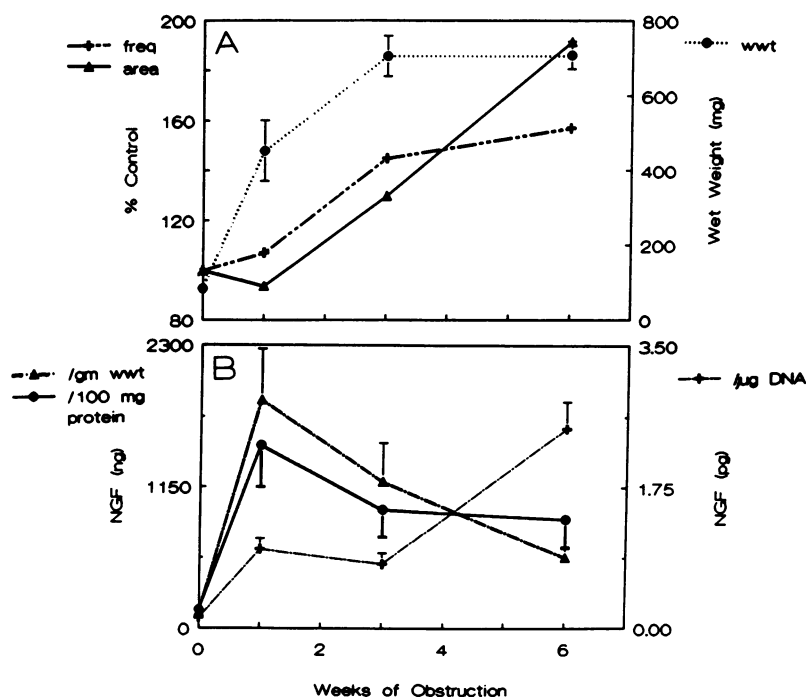 A
freq
area
wwt
200
160
120
80
% Control
800
600
400
200
0
Wet Weight (mg)
B
/gm wwt
/100 mg
protein
/µg DNA
2300
1150
0
NGF (ng)
3.50
1.75
0.00
NGF (pg)
0 2 4 6
Weeks of Obstruction